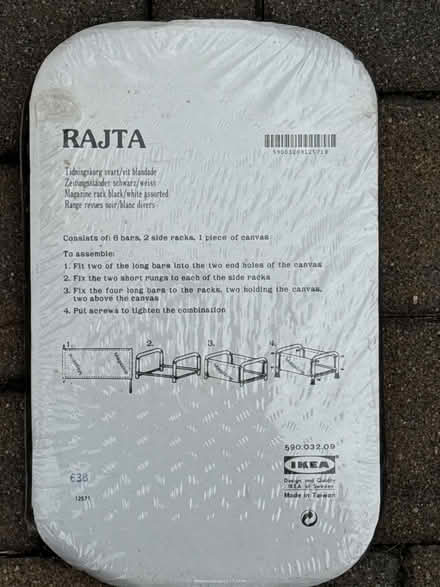 RAJTA
5900320912571
Tidningskorg svart/vit blandade
Zeitungsständer schwarz/weist
Magazine rack black/white assorted
Range revues noir/blanc divers
Consists of: 6 bars, 2 side racks, 1 piece of canvas
To assemble:
1. Fit two of the long bars into the two end holes of the canvas
2. Fix the two short rungs to each of the side racks
3. Fix the four long bars to the racks, two holding the canvas,
two above the canvas
4. Put screws to tighten the combination
1.
2.
3.
4.
590.032.09
IKEA
Design and Quality
IKEA of Sweden
Made in Taiwan
€38
12571